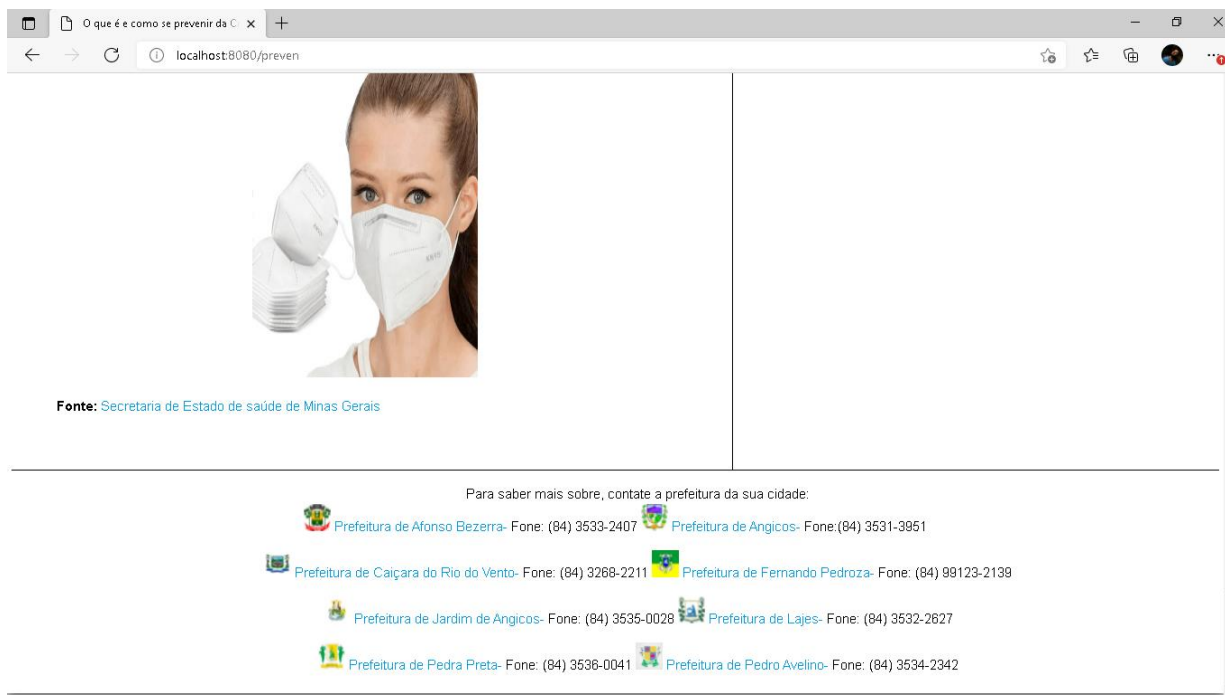 O que é e como se prevenir da C
localhost:8080/preven
Fonte: Secretaria de Estado de saúde de Minas Gerais
Para saber mais sobre, contate a prefeitura da sua cidade:
Prefeitura de Afonso Bezerra- Fone: (84) 3533-2407 Prefeitura de Angicos- Fone:(84) 3531-3951
Prefeitura de Caiçara do Rio do Vento- Fone: (84) 3268-2211 Prefeitura de Fernando Pedroza- Fone: (84) 99123-2139
Prefeitura de Jardim de Angicos- Fone: (84) 3535-0028 Prefeitura de Lajes- Fone: (84) 3532-2627
Prefeitura de Pedra Preta- Fone: (84) 3536-0041 Prefeitura de Pedro Avelino- Fone: (84) 3534-2342